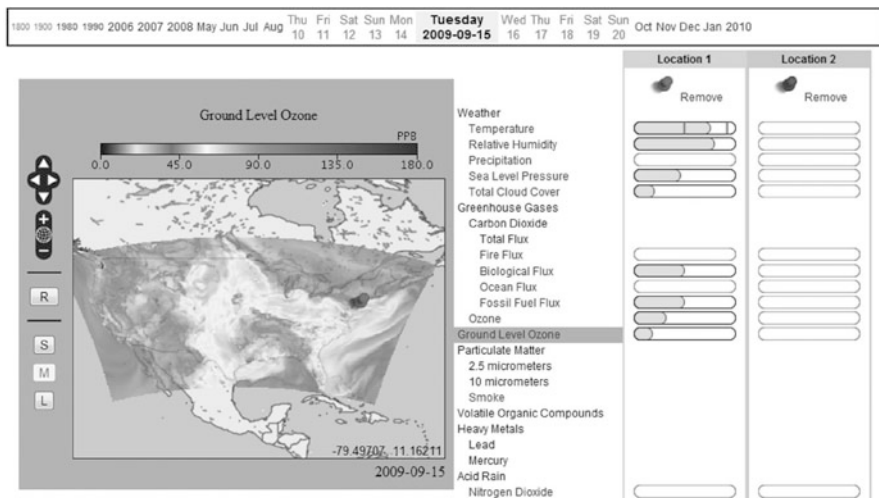 1800 1900 1980 1990 2006 2007 2008 May Jun Jul Aug Thu 10 Fri 11 Sat 12 Sun 13 Mon 14 Tuesday 2009-09-15 Wed 16 Thu 17 Fri 18 Sat 19 Sun 20 Oct Nov Dec Jan 2010
Location 1 Location 2
Remove Remove
Ground Level Ozone
PPB
0.0 45.0 90.0 135.0 180.0
R
S
M
L
-79.49707, 11.16211
2009-09-15
Weather
Temperature
Relative Humidity
Precipitation
Sea Level Pressure
Total Cloud Cover
Greenhouse Gases
Carbon Dioxide
Total Flux
Fire Flux
Biological Flux
Ocean Flux
Fossil Fuel Flux
Ozone
Ground Level Ozone
Particulate Matter
2.5 micrometers
10 micrometers
Smoke
Volatile Organic Compounds
Heavy Metals
Lead
Mercury
Acid Rain
Nitrogen Dioxide